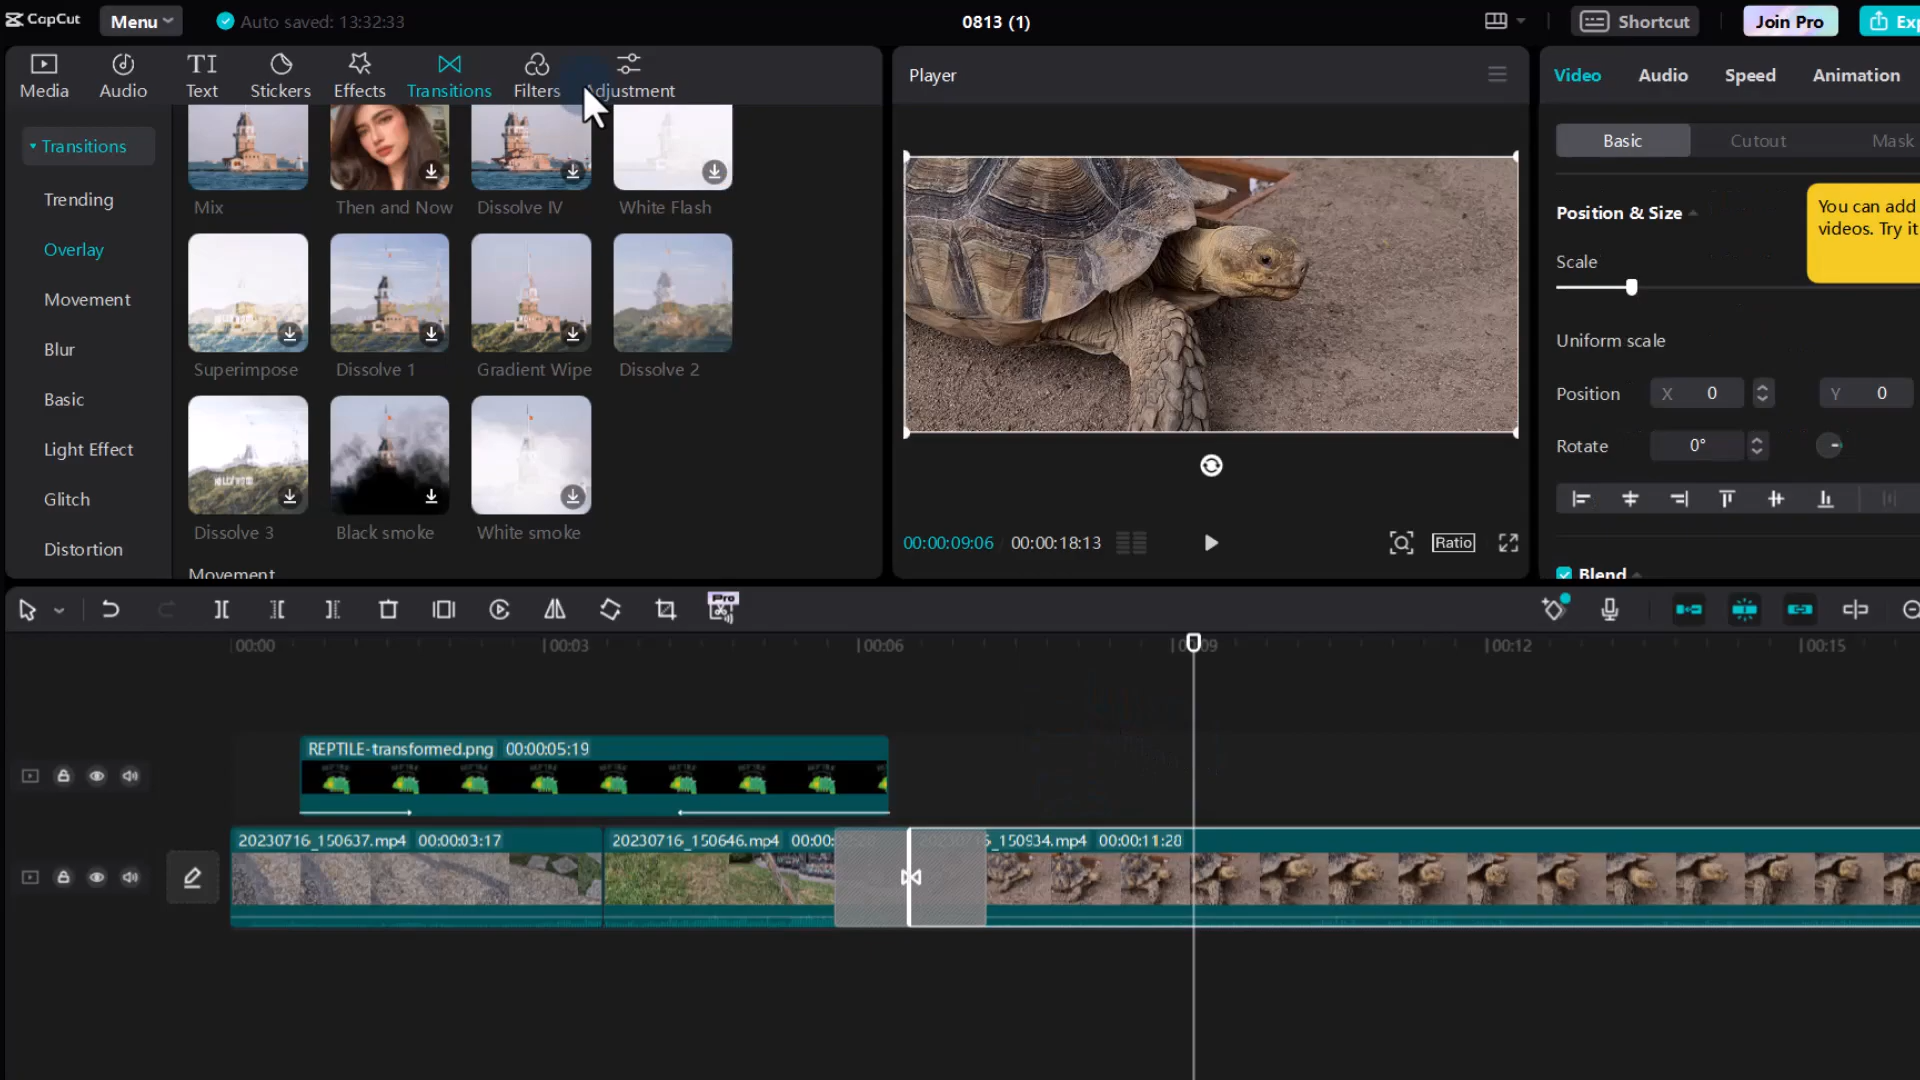 CapCut
Menu
Auto saved: 13:32:33
0813 (1)
Shortcut
Join Pro
Exp
Media
Audio
Text
Stickers
Effects
Transitions
Filters
djustment
Player
Video
Audio
Speed
Animation
Transitions
Trending
Overlay
Movement
Blur
Basic
Light Effect
Glitch
Distortion
Mix
Then and Now
Dissolve IV
White Flash
Superimpose
Dissolve 1
Gradient Wipe
Dissolve 2
Dissolve 3
Black smoke
White smoke
Movement
00:00:09:06
00:00:18:13
Ratio
Basic
Cutout
Mask
Position & Size
You can add
videos. Try it
Scale
Uniform scale
Position X 0 Y 0
Rotate 0°
Blend
Pro
00:00
00:03
00:06
09
00:12
00:15
REPTILE-transformed.png 00:00:05:19
20230716_150637.mp4 00:00:03:17
20230716_150646.mp4 00:00:
_150934.mp4 00:00:11:28